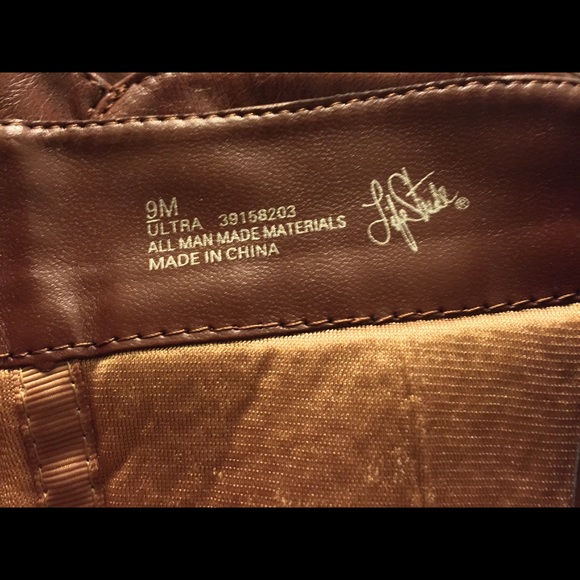 9M
ULTRA 39158203
ALL MAN MADE MATERIALS
MADE IN CHINA
LifeStride®